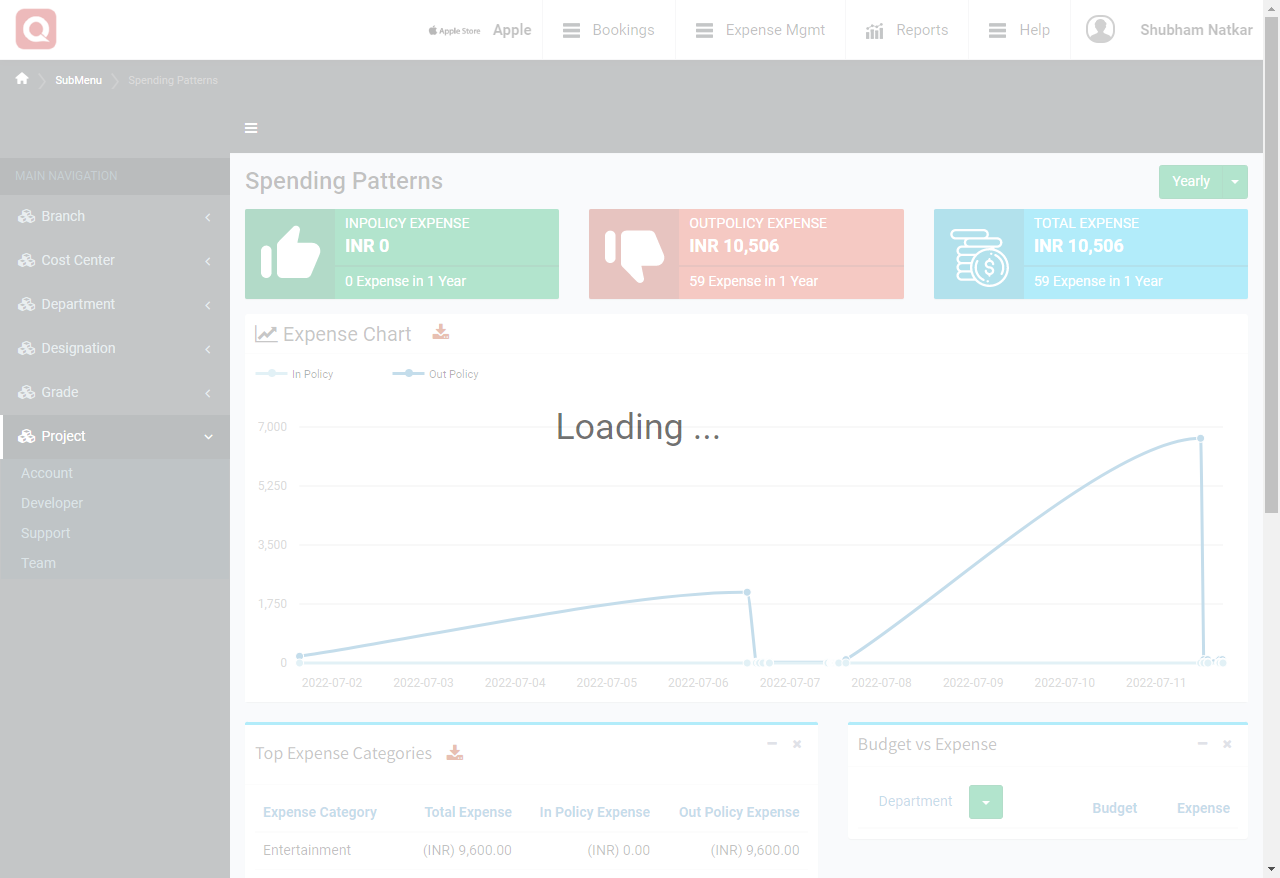 Apple Store Apple Bookings Expense Mgmt Reports Help Shubham Natkar
SubMenu Spending Patterns
MAIN NAVIGATION
Branch
Cost Center
Department
Designation
Grade
Project
Account
Developer
Support
Team
Spending Patterns Yearly
INPOLICY EXPENSE
INR 0
0 Expense in 1 Year
OUTPOLICY EXPENSE
INR 10,506
59 Expense in 1 Year
TOTAL EXPENSE
INR 10,506
59 Expense in 1 Year
Expense Chart
In Policy Out Policy
Loading ...
7,000
5,250
3,500
1,750
0
2022-07-02 2022-07-03 2022-07-04 2022-07-05 2022-07-06 2022-07-07 2022-07-08 2022-07-09 2022-07-10 2022-07-11
Top Expense Categories
Expense Category Total Expense In Policy Expense Out Policy Expense
Entertainment (INR) 9,600.00 (INR) 0.00 (INR) 9,600.00
Budget vs Expense
Department Budget Expense